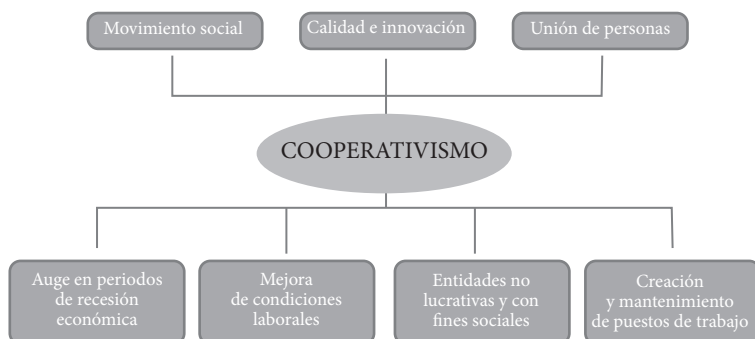 Movimiento social
Calidad e innovación
Unión de personas
COOPERATIVISMO
Auge en periodos
de recesión
económica
Mejora
de condiciones
laborales
Entidades no
lucrativas y con
fines sociales
Creación
y mantenimiento
de puestos de trabajo